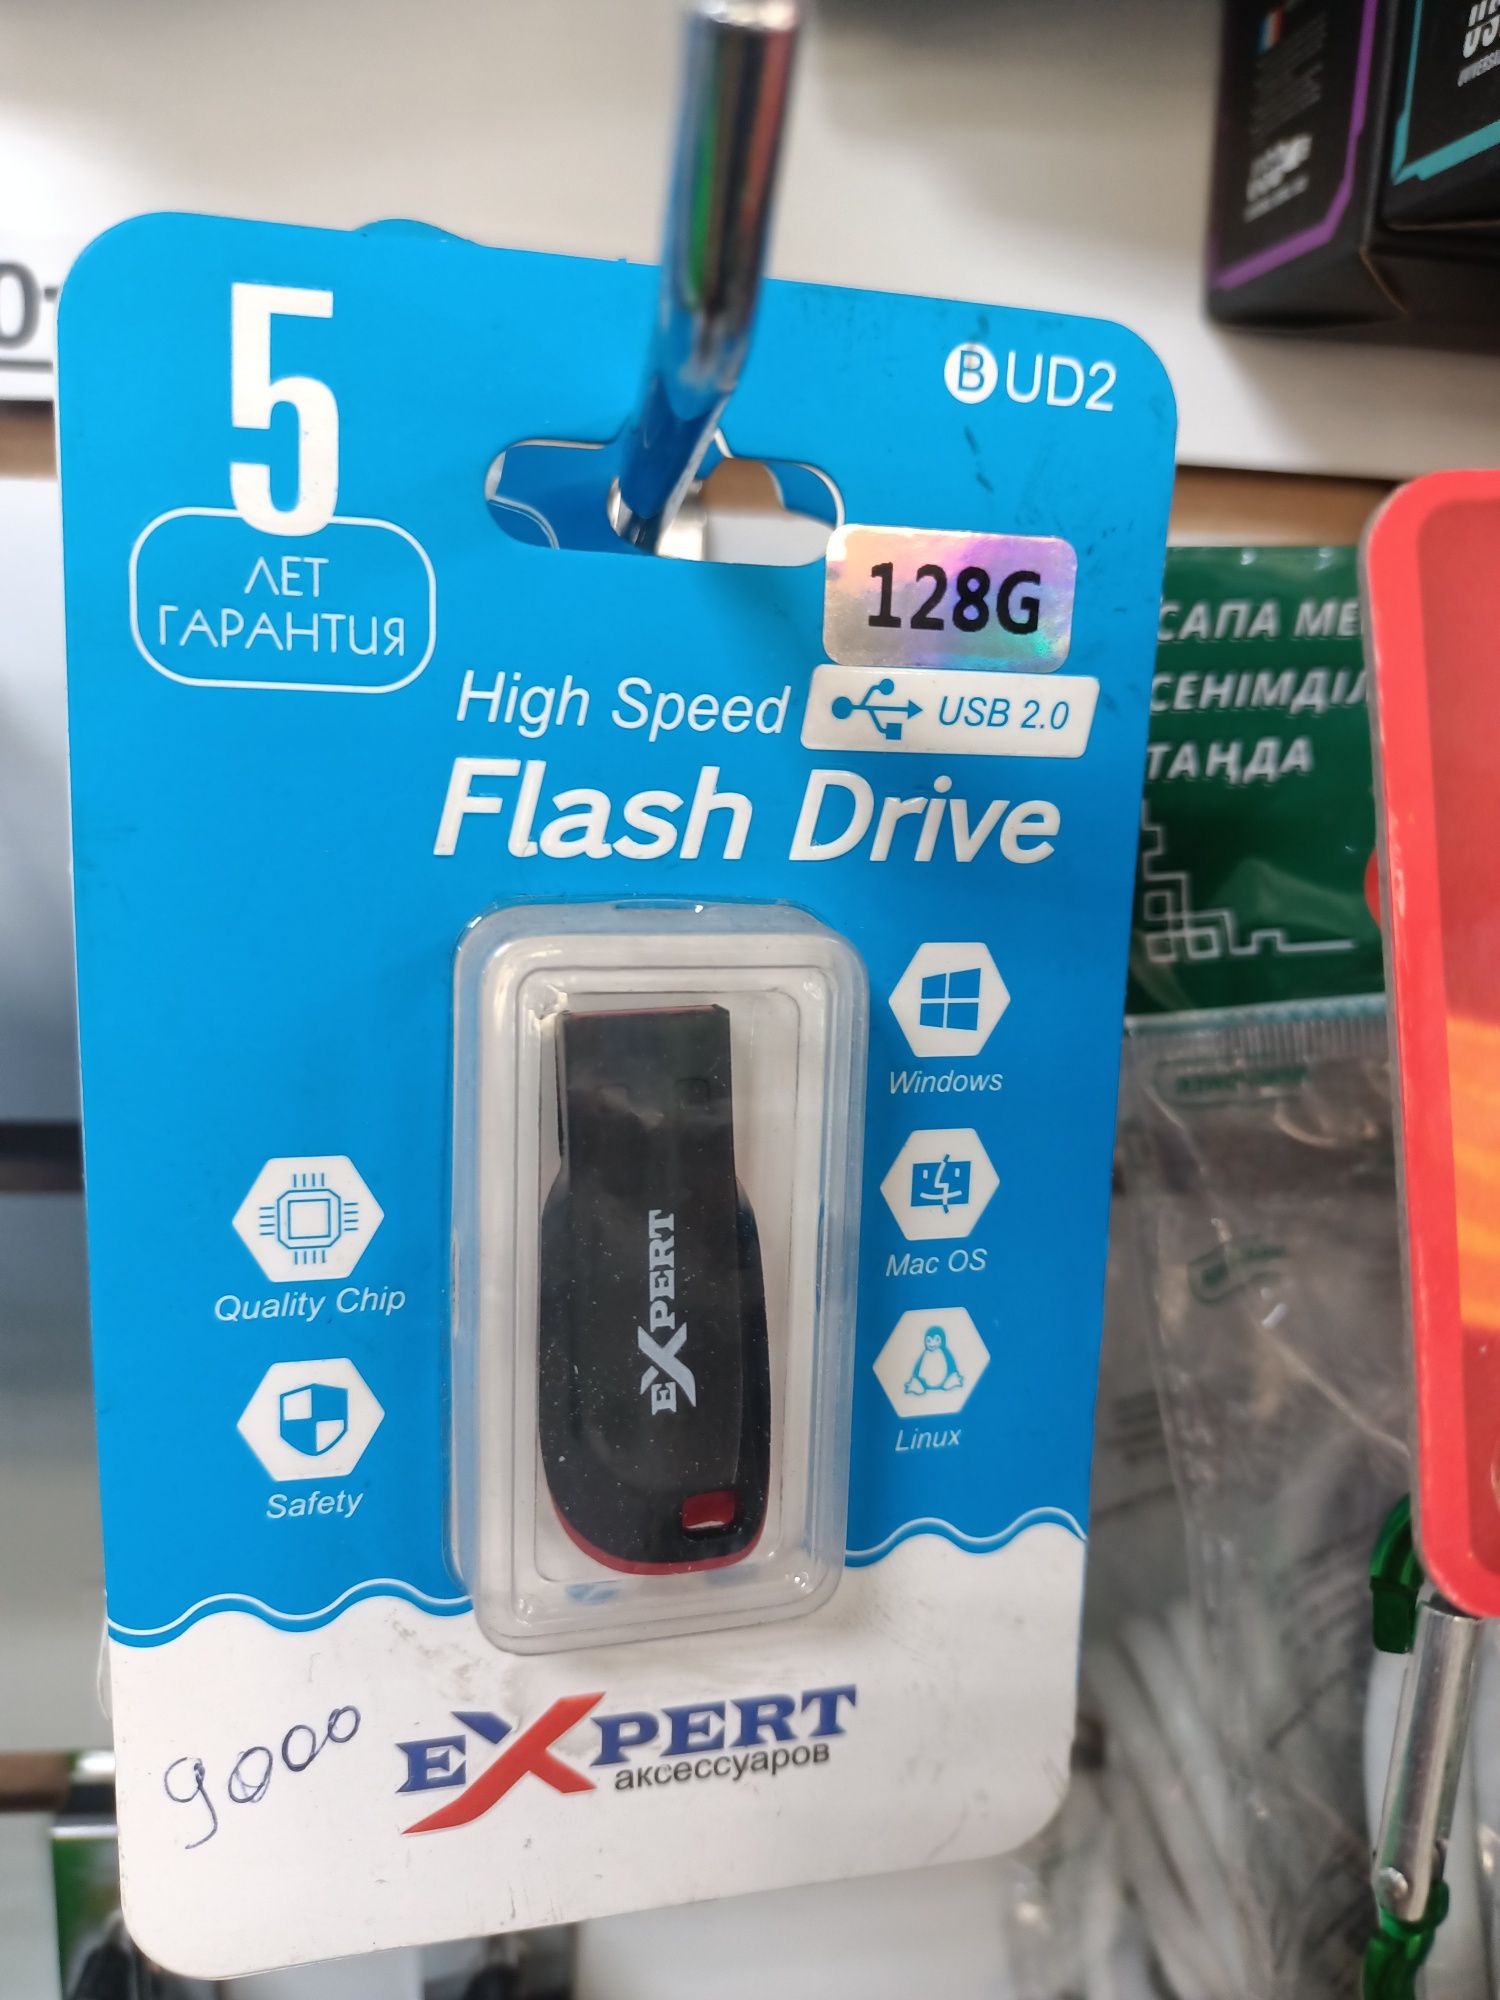 5
ЛЕТ
ГАРАНТИЯ
B UD2
128G
High Speed
USB 2.0
Flash Drive
Windows
Mac OS
Linux
Quality Chip
Safety
EXPERT
9000
EXPERT
аксессуаров
САПА МЕ
СЕНІМДІЛ
ТАҢДА